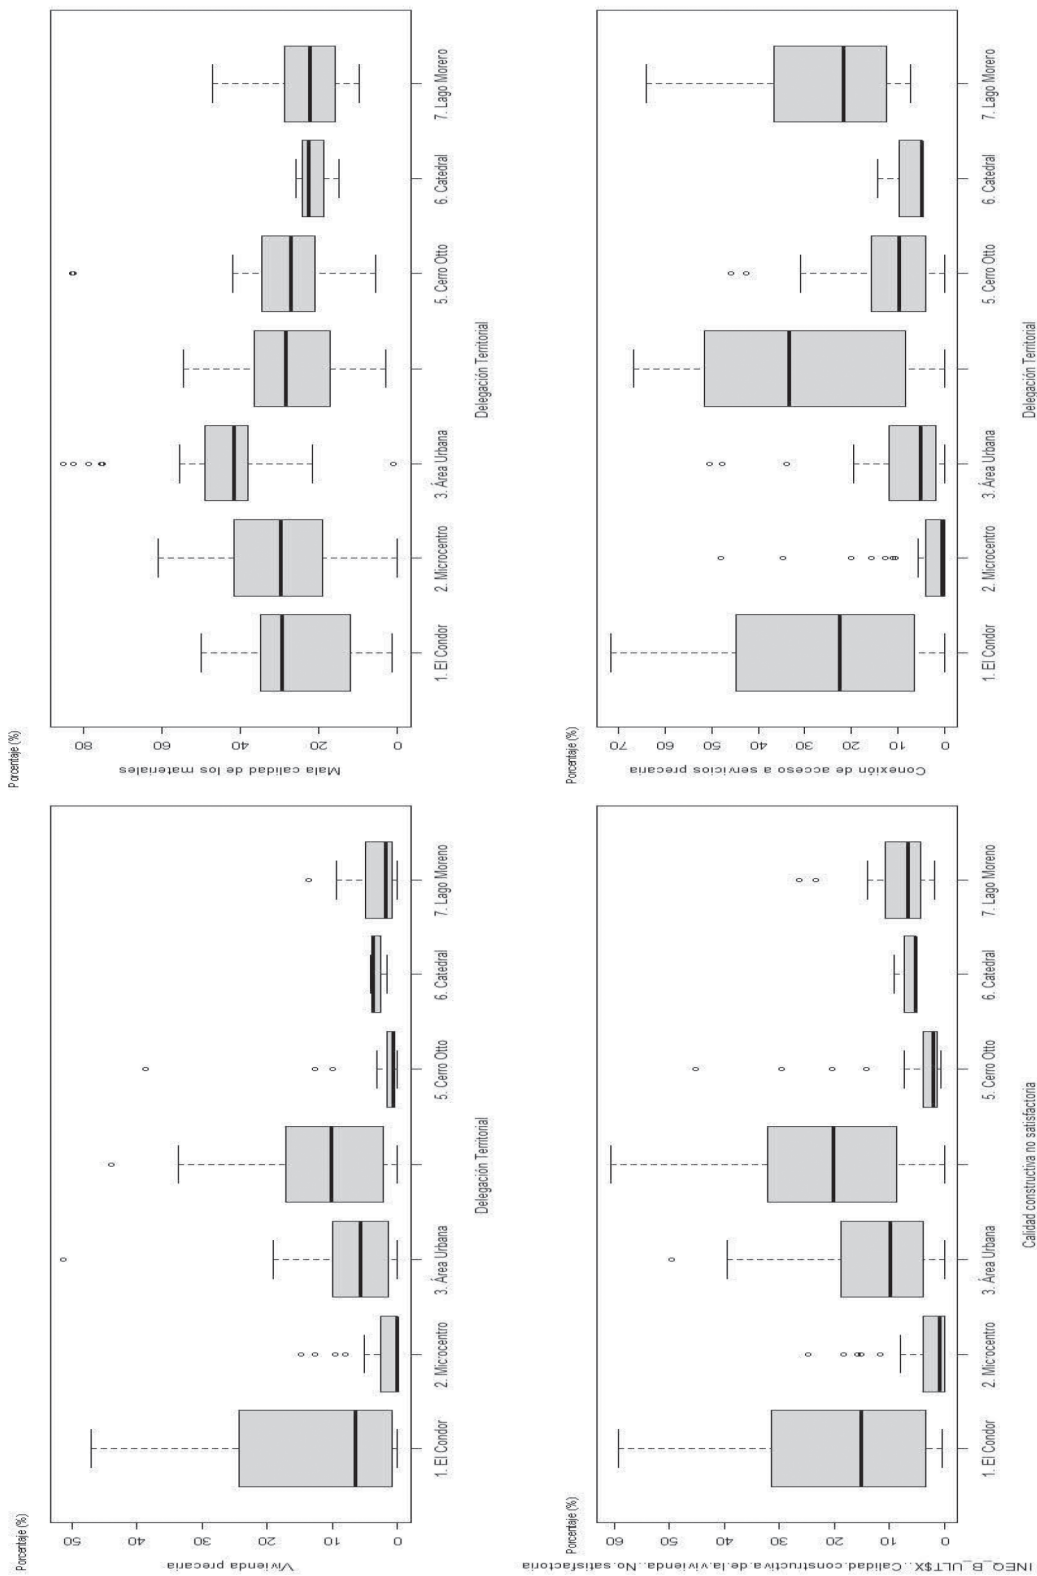 Porcentaje (%)
Vivienda precaria
0 10 20 30 40 50
1. El Condor 2. Microcentro 3. Área Urbana 5. Cerro Otto 6. Catedral 7. Lago Moreno
Delegación Territorial
Porcentaje (%)
Mala calidad de los materiales
0 20 40 60 80
1. El Condor 2. Microcentro 3. Área Urbana 5. Cerro Otto 6. Catedral 7. Lago Morero
Delegación Territorial
Porcentaje (%)
INEQ_B_ULT$X..Calidad.constructiva.de.la.vivienda..No.satisfactoria
0 10 20 30 40 50 60
1. El Condor 2. Microcentro 3. Área Urbana 5. Cerro Otto 6. Catedral 7. Lago Moreno
Calidad constructiva no satisfactoria
Porcentaje (%)
Conexión de acceso a servicios precaria
0 10 20 30 40 50 60 70
1. El Condor 2. Microcentro 3. Área Urbana 5. Cerro Otto 6. Catedral 7. Lago Morero
Delegación Territorial